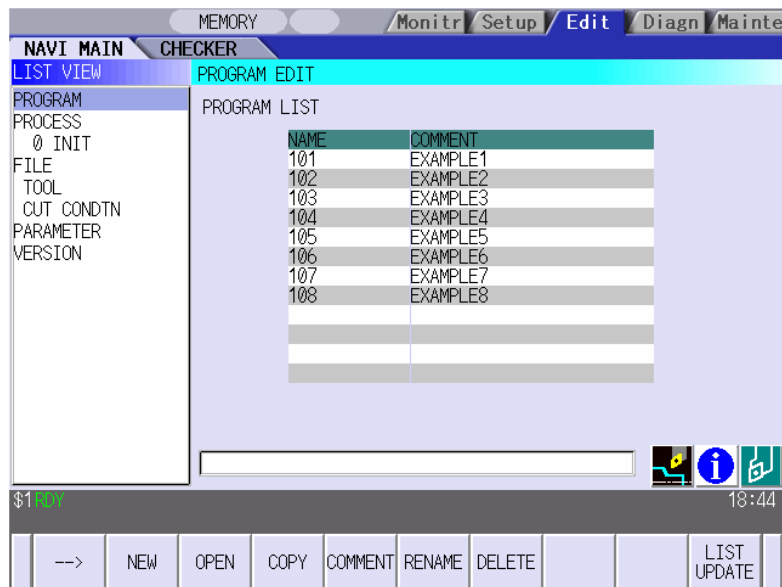 MEMORY Monitr Setup Edit Diagn Mainte
NAVI MAIN CHECKER
LIST VIEW PROGRAM EDIT
PROGRAM
PROCESS
0 INIT
FILE
TOOL
CUT CONDTN
PARAMETER
VERSION
PROGRAM LIST
NAME COMMENT
101 EXAMPLE1
102 EXAMPLE2
103 EXAMPLE3
104 EXAMPLE4
105 EXAMPLE5
106 EXAMPLE6
107 EXAMPLE7
108 EXAMPLE8
i
$1 RDY 18:44
--> NEW OPEN COPY COMMENT RENAME DELETE LIST UPDATE